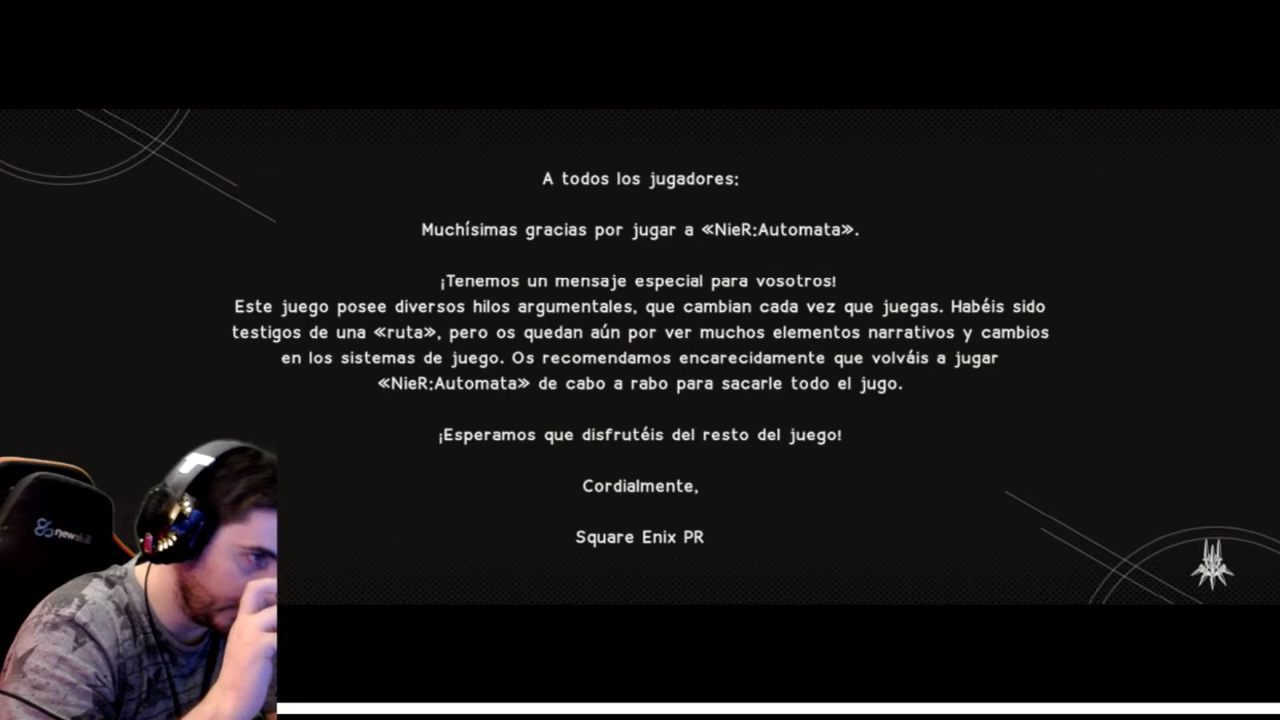 A todos los jugadores:
Muchísimas gracias por jugar a «NieR:Automata».
¡Tenemos un mensaje especial para vosotros!
Este juego posee diversos hilos argumentales, que cambian cada vez que juegas. Habéis sido
testigos de una «ruta», pero os quedan aún por ver muchos elementos narrativos y cambios
en los sistemas de juego. Os recomendamos encarecidamente que volváis a jugar
«NieR:Automata» de cabo a rabo para sacarle todo el jugo.
¡Esperamos que disfrutéis del resto del juego!
Cordialmente,
Square Enix PR